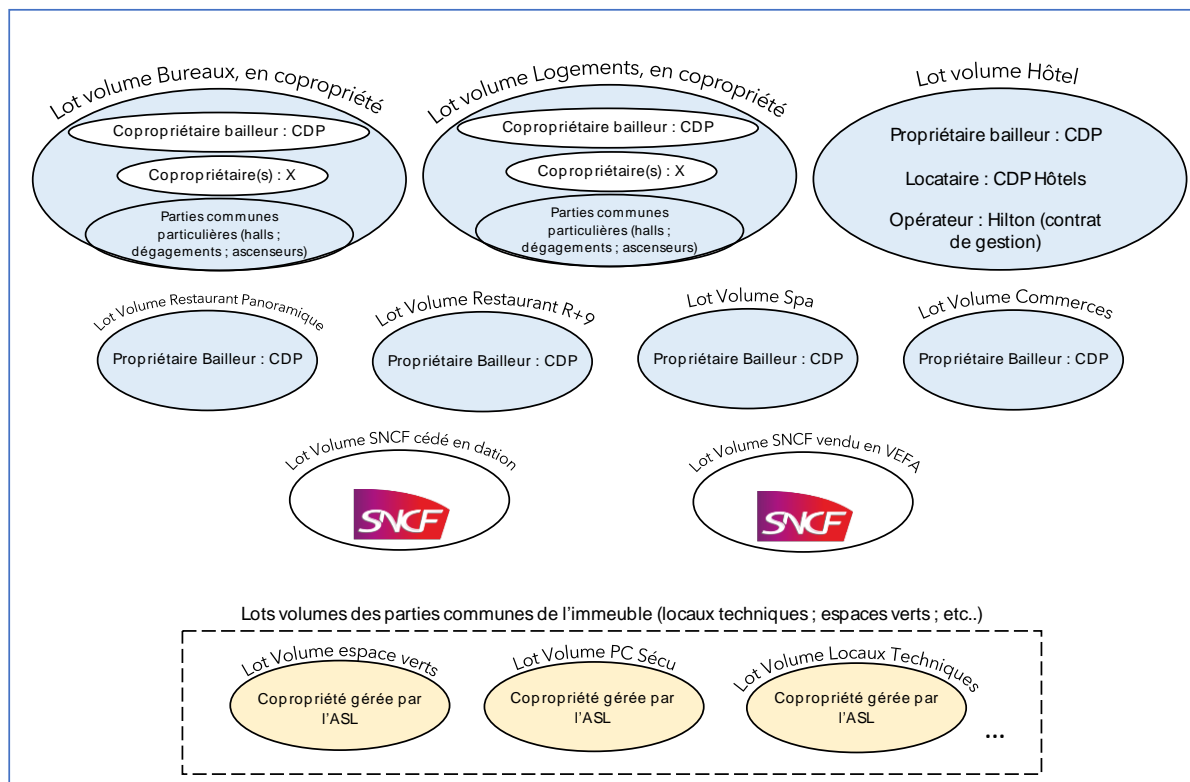 Lot volume Bureaux, en copropriété
Copropriétaire bailleur : CDP
Copropriétaire(s) : X
Parties communes
particulières (halls ;
dégagements ; ascenseurs)
Lot volume Logements, en copropriété
Copropriétaire bailleur : CDP
Copropriétaire(s) : X
Parties communes
particulières (halls ;
dégagements ; ascenseurs)
Lot volume Hôtel
Propriétaire bailleur : CDP
Locataire : CDP Hôtels
Opérateur : Hilton (contrat
de gestion)
Lot Volume Restaurant Panoramique
Propriétaire Bailleur : CDP
Lot Volume Restaurant R+9
Propriétaire Bailleur : CDP
Lot Volume Spa
Propriétaire Bailleur : CDP
Lot Volume Commerces
Propriétaire Bailleur : CDP
Lot Volume SNCF cédé en dation
SNCF
Lot Volume SNCF vendu en VEFA
SNCF
Lots volumes des parties communes de l'immeuble (locaux techniques ; espaces verts ; etc..)
Lot Volume espace verts
Copropriété gérée par
l'ASL
Lot Volume PC Sécu
Copropriété gérée par
l'ASL
Lot Volume Locaux Techniques
Copropriété gérée par
l'ASL
...